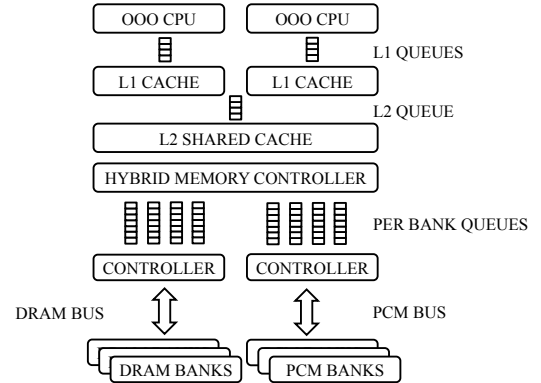 OOO CPU OOO CPU
L1 QUEUES
L1 CACHE L1 CACHE
L2 QUEUE
L2 SHARED CACHE
HYBRID MEMORY CONTROLLER
PER BANK QUEUES
CONTROLLER CONTROLLER
DRAM BUS PCM BUS
DRAM BANKS PCM BANKS